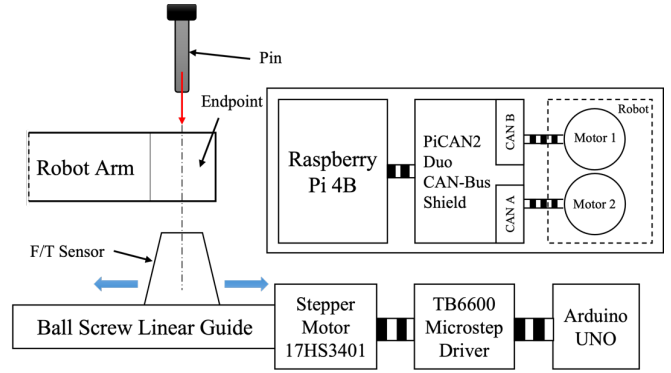 Pin
Endpoint
Robot Arm
F/T Sensor
Ball Screw Linear Guide
Raspberry
Pi 4B
PiCAN2
Duo
CAN-Bus
Shield
CAN B
CAN A
Robot
Motor 1
Motor 2
Stepper
Motor
17HS3401
TB6600
Microstep
Driver
Arduino
UNO